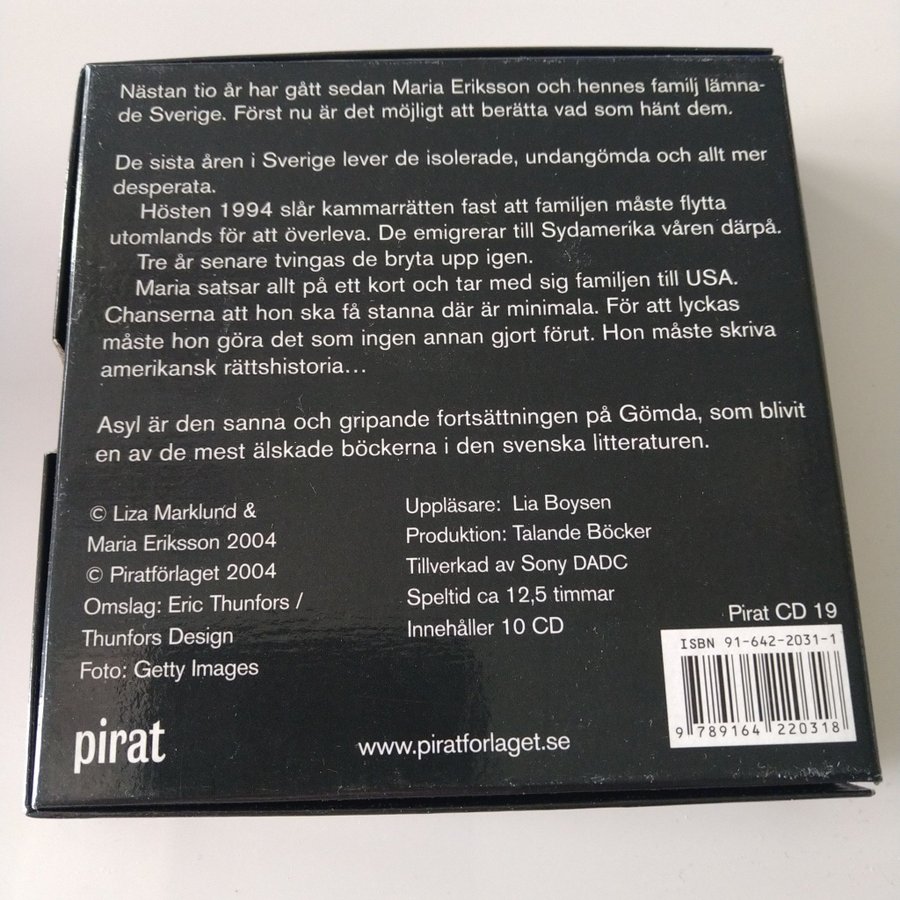 Nästan tio år har gått sedan Maria Eriksson och hennes familj lämna-
de Sverige. Först nu är det möjligt att berätta vad som hänt dem.
De sista åren i Sverige lever de isolerade, undangömda och allt mer
desperata.
Hösten 1994 slår kammarrätten fast att familjen måste flytta
utomlands för att överleva. De emigrerar till Sydamerika våren därpå.
Tre år senare tvingas de bryta upp igen.
Maria satsar allt på ett kort och tar med sig familjen till USA.
Chanserna att hon ska få stanna där är minimala. För att lyckas
måste hon göra det som ingen annan gjort förut. Hon måste skriva
amerikansk rättshistoria...
Asyl är den sanna och gripande fortsättningen på Gömda, som blivit
en av de mest älskade böckerna i den svenska litteraturen.
© Liza Marklund &
Maria Eriksson 2004
© Piratförlaget 2004
Omslag: Eric Thunfors /
Thunfors Design
Foto: Getty Images
Uppläsare: Lia Boysen
Produktion: Talande Böcker
Tillverkad av Sony DADC
Speltid ca 12,5 timmar
Innehåller 10 CD
Pirat CD 19
ISBN 91-642-2031-1
9 789164 220318
pirat
www.piratforlaget.se